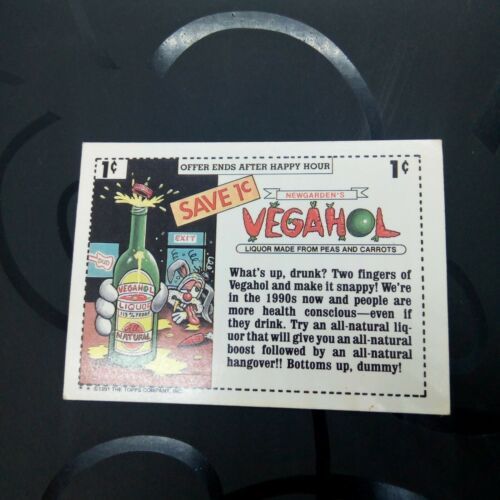 1¢
OFFER ENDS AFTER HAPPY HOUR
1¢
SAVE 1¢
NEWGARDEN'S
VEGAHOL
LIQUOR MADE FROM PEAS AND CARROTS
EXIT
VEGAHOL
LIQUOR
ALL
NATURAL
What's up, drunk? Two fingers of
Vegahol and make it snappy! We're
in the 1990s now and people are
more health conscious—even if
they drink. Try an all-natural liq-
uor that will give you an all-natural
boost followed by an all-natural
hangover!! Bottoms up, dummy!
©1991 THE TOPPS COMPANY, INC.